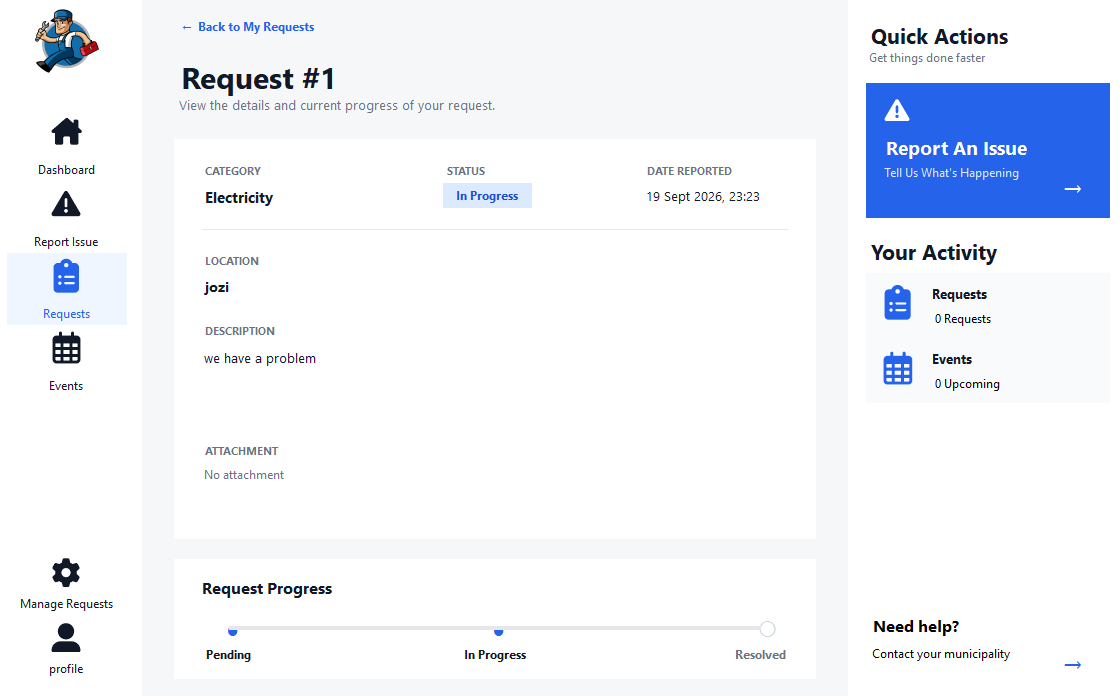 Dashboard
Report Issue
Requests
Events
Manage Requests
profile
← Back to My Requests
Request #1
View the details and current progress of your request.
CATEGORY
STATUS
DATE REPORTED
Electricity
In Progress
19 Sept 2026, 23:23
LOCATION
jozi
DESCRIPTION
we have a problem
ATTACHMENT
No attachment
Request Progress
Pending
In Progress
Resolved
Quick Actions
Get things done faster
Report An Issue
Tell Us What's Happening
→
Your Activity
Requests
0 Requests
Events
0 Upcoming
Need help?
Contact your municipality
→